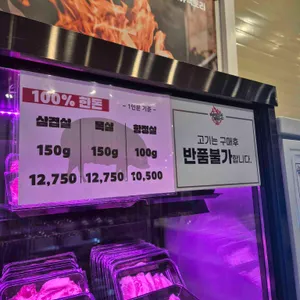 100% 한돈
- 1인분 기준 -
삼겹살 목살 항정살
150g 150g 100g
12,750 12,750 10,500
고기는 구매후
반품불가합니다.